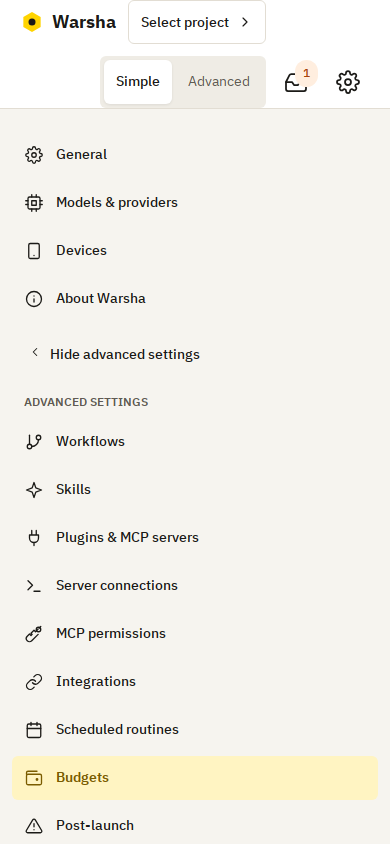 Warsha
Select project
Simple
Advanced
1
General
Models & providers
Devices
About Warsha
Hide advanced settings
ADVANCED SETTINGS
Workflows
Skills
Plugins & MCP servers
Server connections
MCP permissions
Integrations
Scheduled routines
Budgets
Post-launch